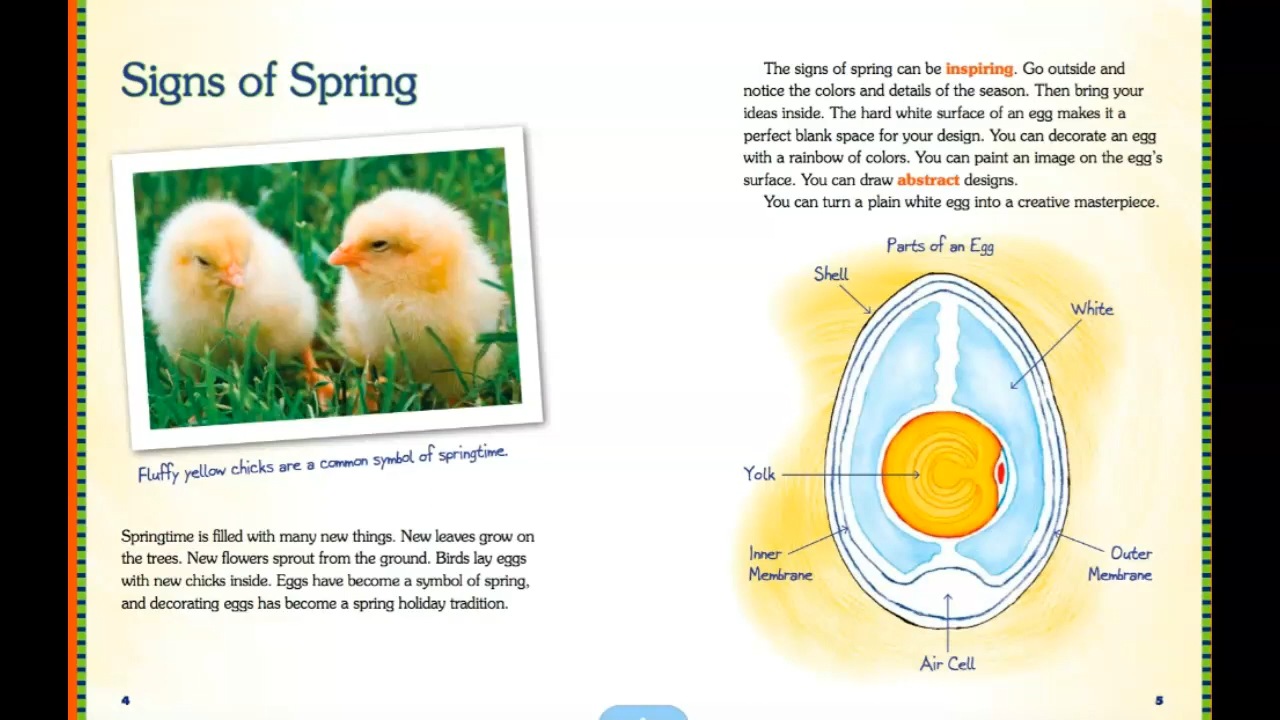 Signs of Spring
Fluffy yellow chicks are a common symbol of springtime.
Springtime is filled with many new things. New leaves grow on
the trees. New flowers sprout from the ground. Birds lay eggs
with new chicks inside. Eggs have become a symbol of spring,
and decorating eggs has become a spring holiday tradition.
4
The signs of spring can be inspiring. Go outside and
notice the colors and details of the season. Then bring your
ideas inside. The hard white surface of an egg makes it a
perfect blank space for your design. You can decorate an egg
with a rainbow of colors. You can paint an image on the egg's
surface. You can draw abstract designs.
You can turn a plain white egg into a creative masterpiece.
Parts of an Egg
Shell
White
Yolk
Inner
Membrane
Outer
Membrane
Air Cell
5